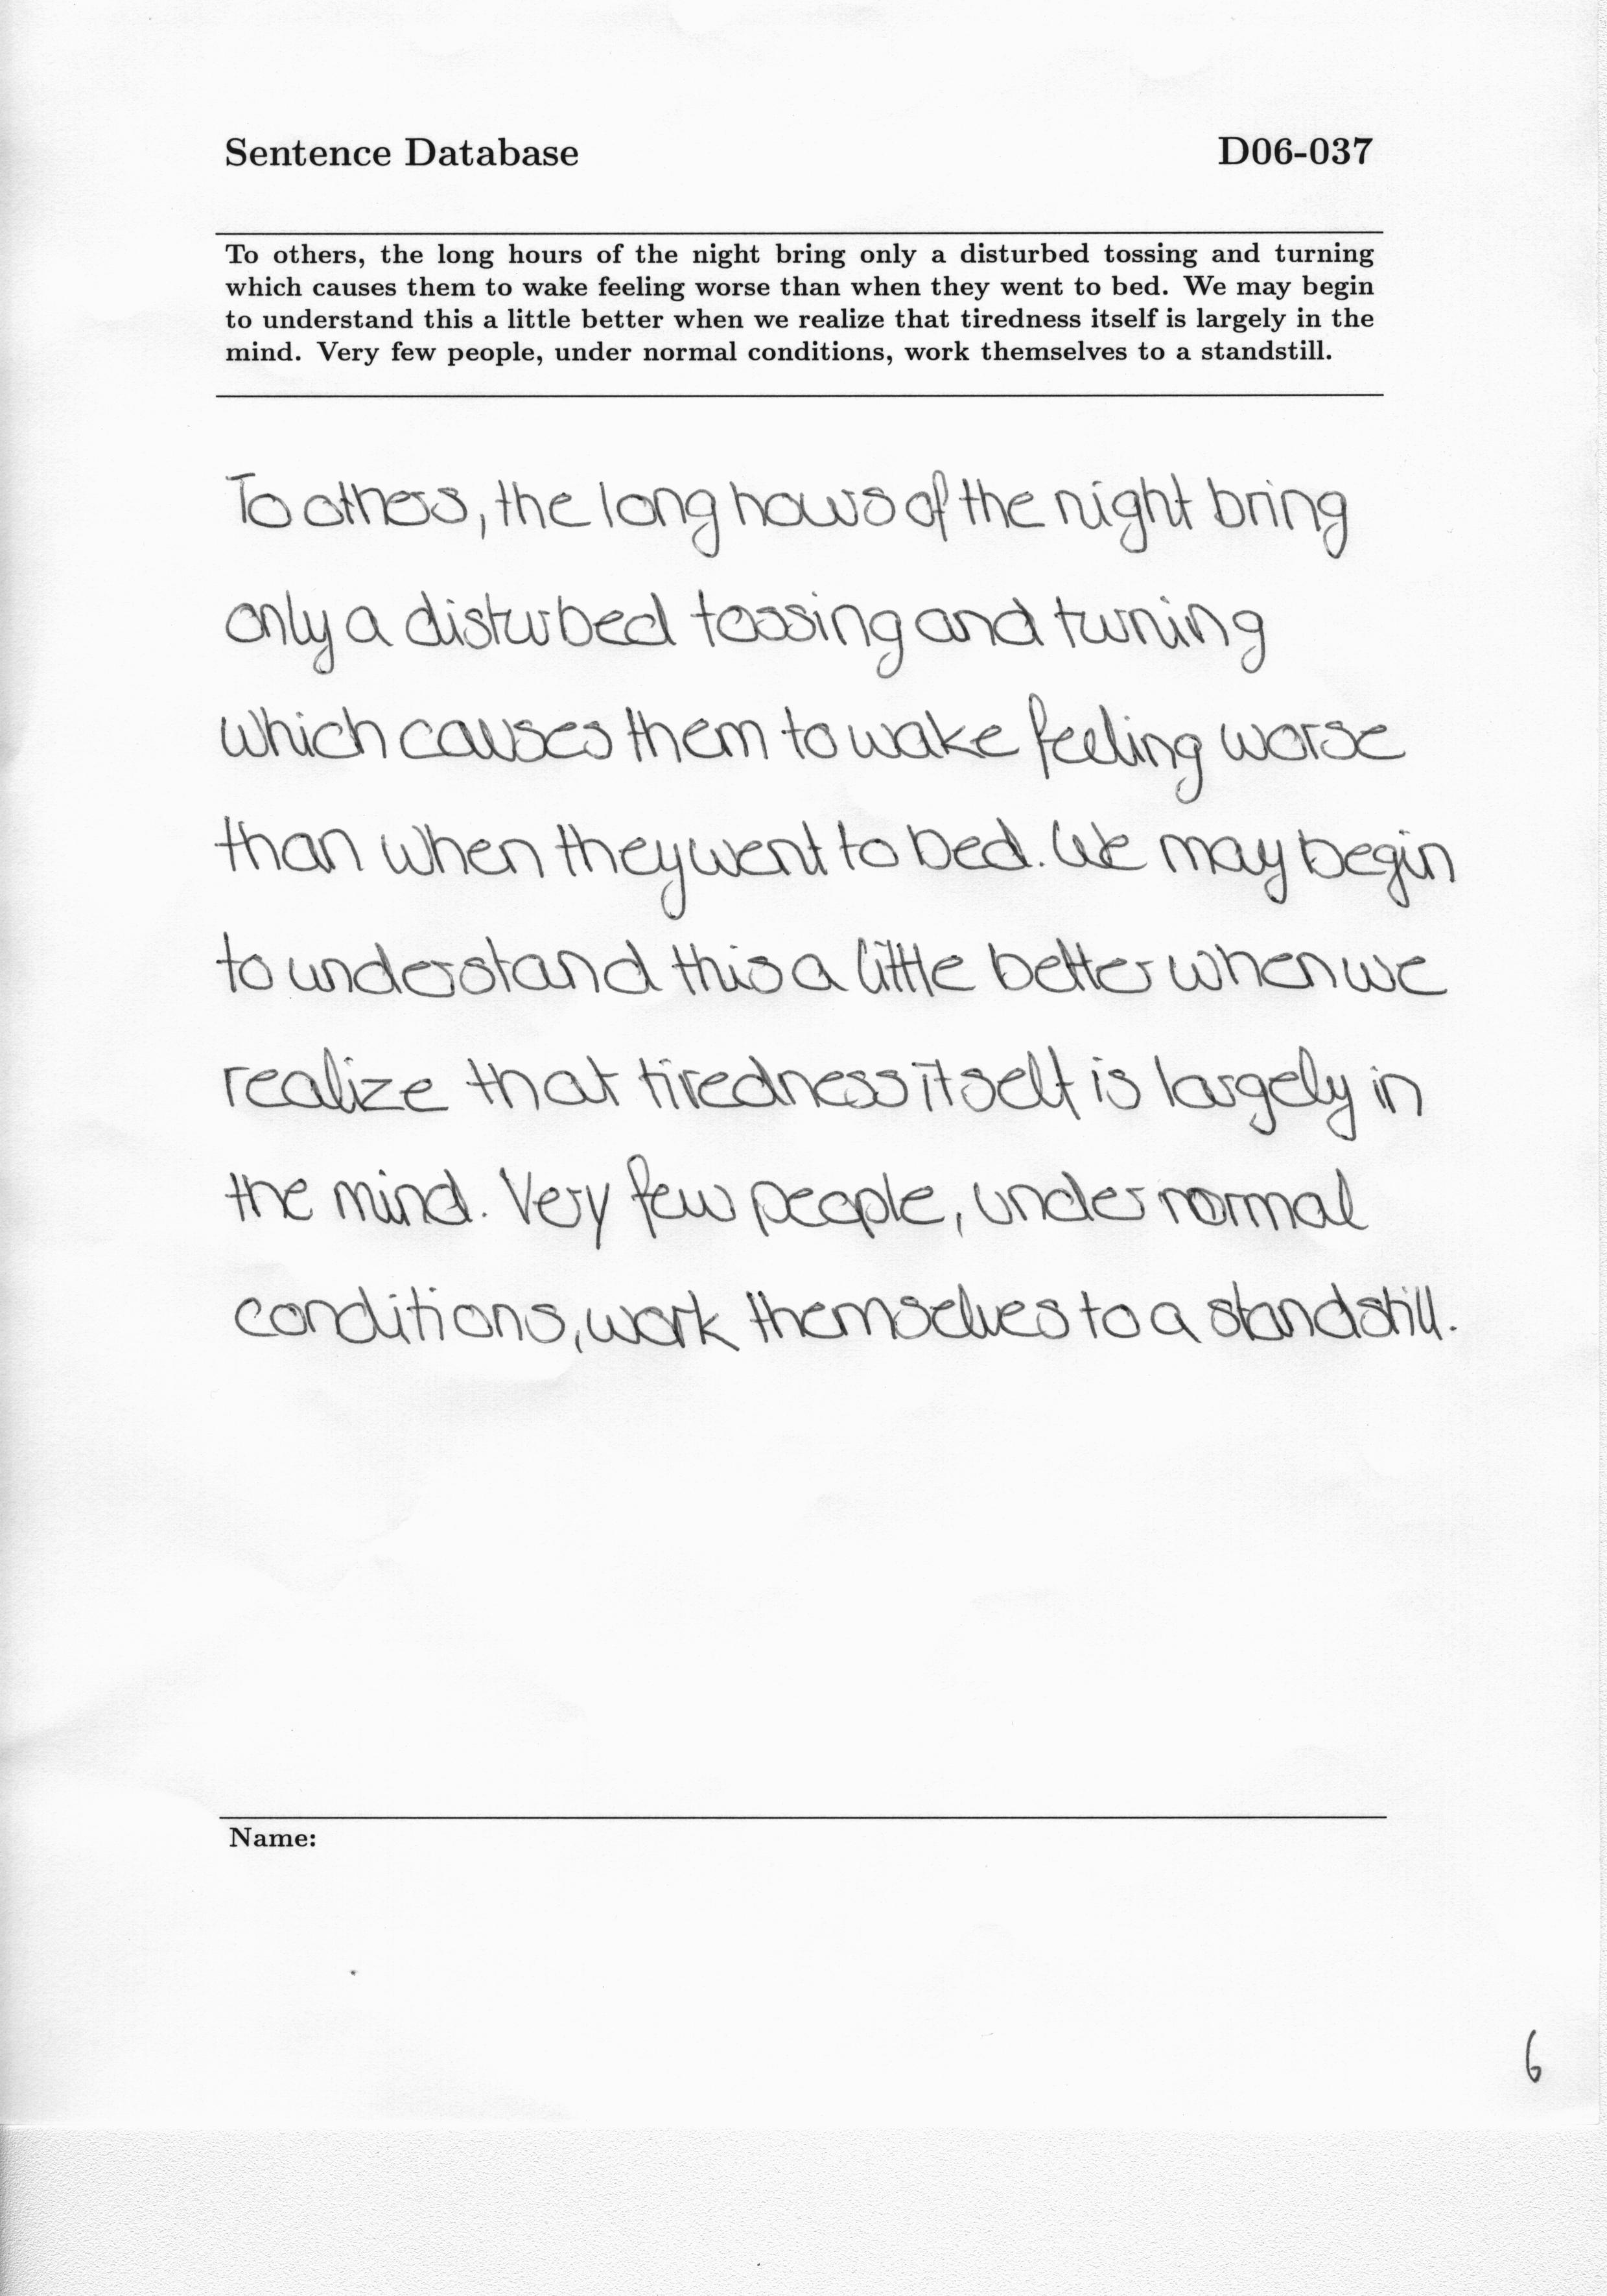 Sentence Database D06-037
To others, the long hours of the night bring only a disturbed tossing and turning
which causes them to wake feeling worse than when they went to bed. We may begin
to understand this a little better when we realize that tiredness itself is largely in the
mind. Very few people, under normal conditions, work themselves to a standstill.
To others, the long hours of the night bring
only a disturbed tossing and turning
which causes them to wake feeling worse
than when they went to bed. We may begin
to understand this a little better when we
realize that tiredness itself is largely in
the mind. Very few people, under normal
conditions, work themselves to a standstill.
Name:
6